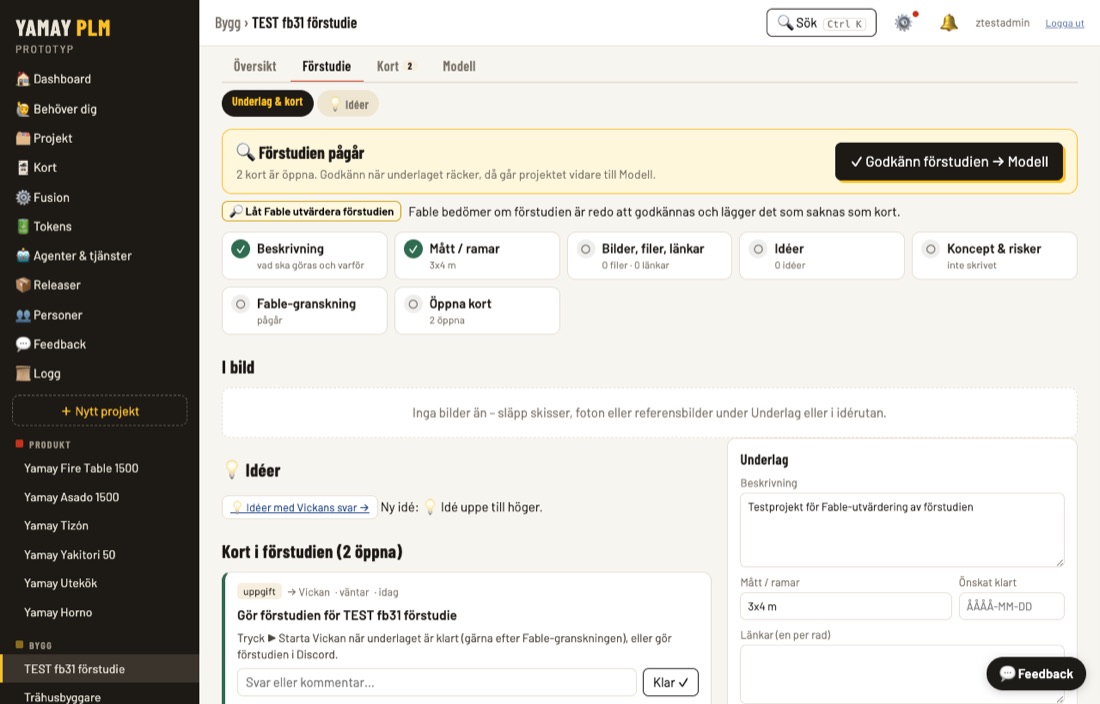 YAMAY PLM
PROTOTYP
Dashboard
Behöver dig
Projekt
Kort
Fusion
Tokens
Agenter & tjänster
Releaser
Personer
Feedback
Logg
+ Nytt projekt
PRODUKT
Yamay Fire Table 1500
Yamay Asado 1500
Yamay Tizón
Yamay Yakitori 50
Yamay Utekök
Yamay Horno
BYGG
TEST fb31 förstudie
Trähusbyggare
Bygg › TEST fb31 förstudie
Sök Ctrl K
ztestadmin
Logga ut
Översikt Förstudie Kort 2 Modell
Underlag & kort Idéer
Förstudien pågår
2 kort är öppna. Godkänn när underlaget räcker, då går projektet vidare till Modell.
✓ Godkänn förstudien → Modell
Låt Fable utvärdera förstudien Fable bedömer om förstudien är redo att godkännas och lägger det som saknas som kort.
Beskrivning
vad ska göras och varför
Mått / ramar
3x4 m
Bilder, filer, länkar
0 filer · 0 länkar
Idéer
0 idéer
Koncept & risker
inte skrivet
Fable-granskning
pågår
Öppna kort
2 öppna
I bild
Inga bilder än – släpp skisser, foton eller referensbilder under Underlag eller i idérutan.
Idéer
Idéer med Vickans svar → Ny idé: Idé uppe till höger.
Kort i förstudien (2 öppna)
uppgift → Vickan · väntar · idag
Gör förstudien för TEST fb31 förstudie
Tryck ▶ Starta Vickan när underlaget är klart (gärna efter Fable-granskningen), eller gör
förstudien i Discord.
Svar eller kommentar...
Klar ✓
Underlag
Beskrivning
Testprojekt för Fable-utvärdering av förstudien
Mått / ramar
3x4 m
Önskat klart
ÅÅÅÅ-MM-DD
Länkar (en per rad)
Feedback